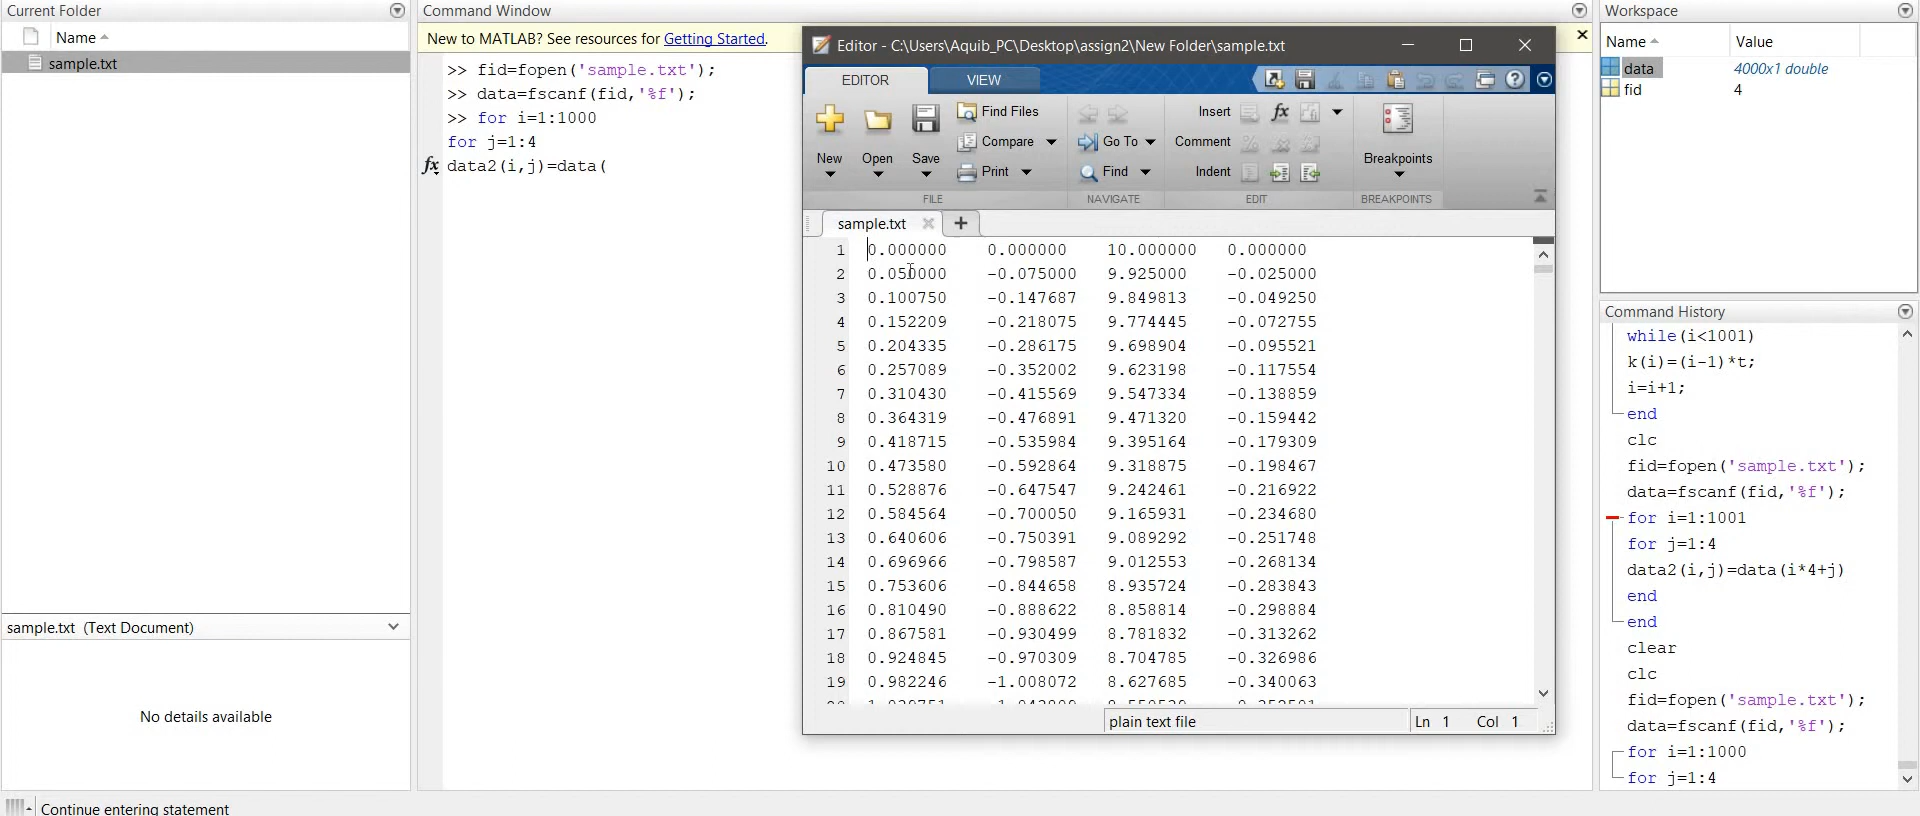 Current Folder
Name
sample.txt
sample.txt (Text Document)
No details available
Continue entering statement
Command Window
New to MATLAB? See resources for Getting Started.
>> fid=fopen('sample.txt');
>> data=fscanf(fid,'%f');
>> for i=1:1000
for j=1:4
fx data2(i,j)=data(
Editor - C:\Users\Aquib_PC\Desktop\assign2\New Folder\sample.txt
EDITOR VIEW
New Open Save
Find Files
Compare
Print
FILE
Go To
Find
NAVIGATE
Insert fx
Comment
Indent
EDIT
Breakpoints
BREAKPOINTS
sample.txt
1 0.000000 0.000000 10.000000 0.000000
2 0.050000 -0.075000 9.925000 -0.025000
3 0.100750 -0.147687 9.849813 -0.049250
4 0.152209 -0.218075 9.774445 -0.072755
5 0.204335 -0.286175 9.698904 -0.095521
6 0.257089 -0.352002 9.623198 -0.117554
7 0.310430 -0.415569 9.547334 -0.138859
8 0.364319 -0.476891 9.471320 -0.159442
9 0.418715 -0.535984 9.395164 -0.179309
10 0.473580 -0.592864 9.318875 -0.198467
11 0.528876 -0.647547 9.242461 -0.216922
12 0.584564 -0.700050 9.165931 -0.234680
13 0.640606 -0.750391 9.089292 -0.251748
14 0.696966 -0.798587 9.012553 -0.268134
15 0.753606 -0.844658 8.935724 -0.283843
16 0.810490 -0.888622 8.858814 -0.298884
17 0.867581 -0.930499 8.781832 -0.313262
18 0.924845 -0.970309 8.704785 -0.326986
19 0.982246 -1.008072 8.627685 -0.340063
plain text file Ln 1 Col 1
Workspace
Name Value
data 4000x1 double
fid 4
Command History
while(i<1001)
k(i)=(i-1)*t;
i=i+1;
end
clc
fid=fopen('sample.txt');
data=fscanf(fid,'%f');
for i=1:1001
for j=1:4
data2(i,j)=data(i*4+j)
end
end
clear
clc
fid=fopen('sample.txt');
data=fscanf(fid,'%f');
for i=1:1000
for j=1:4